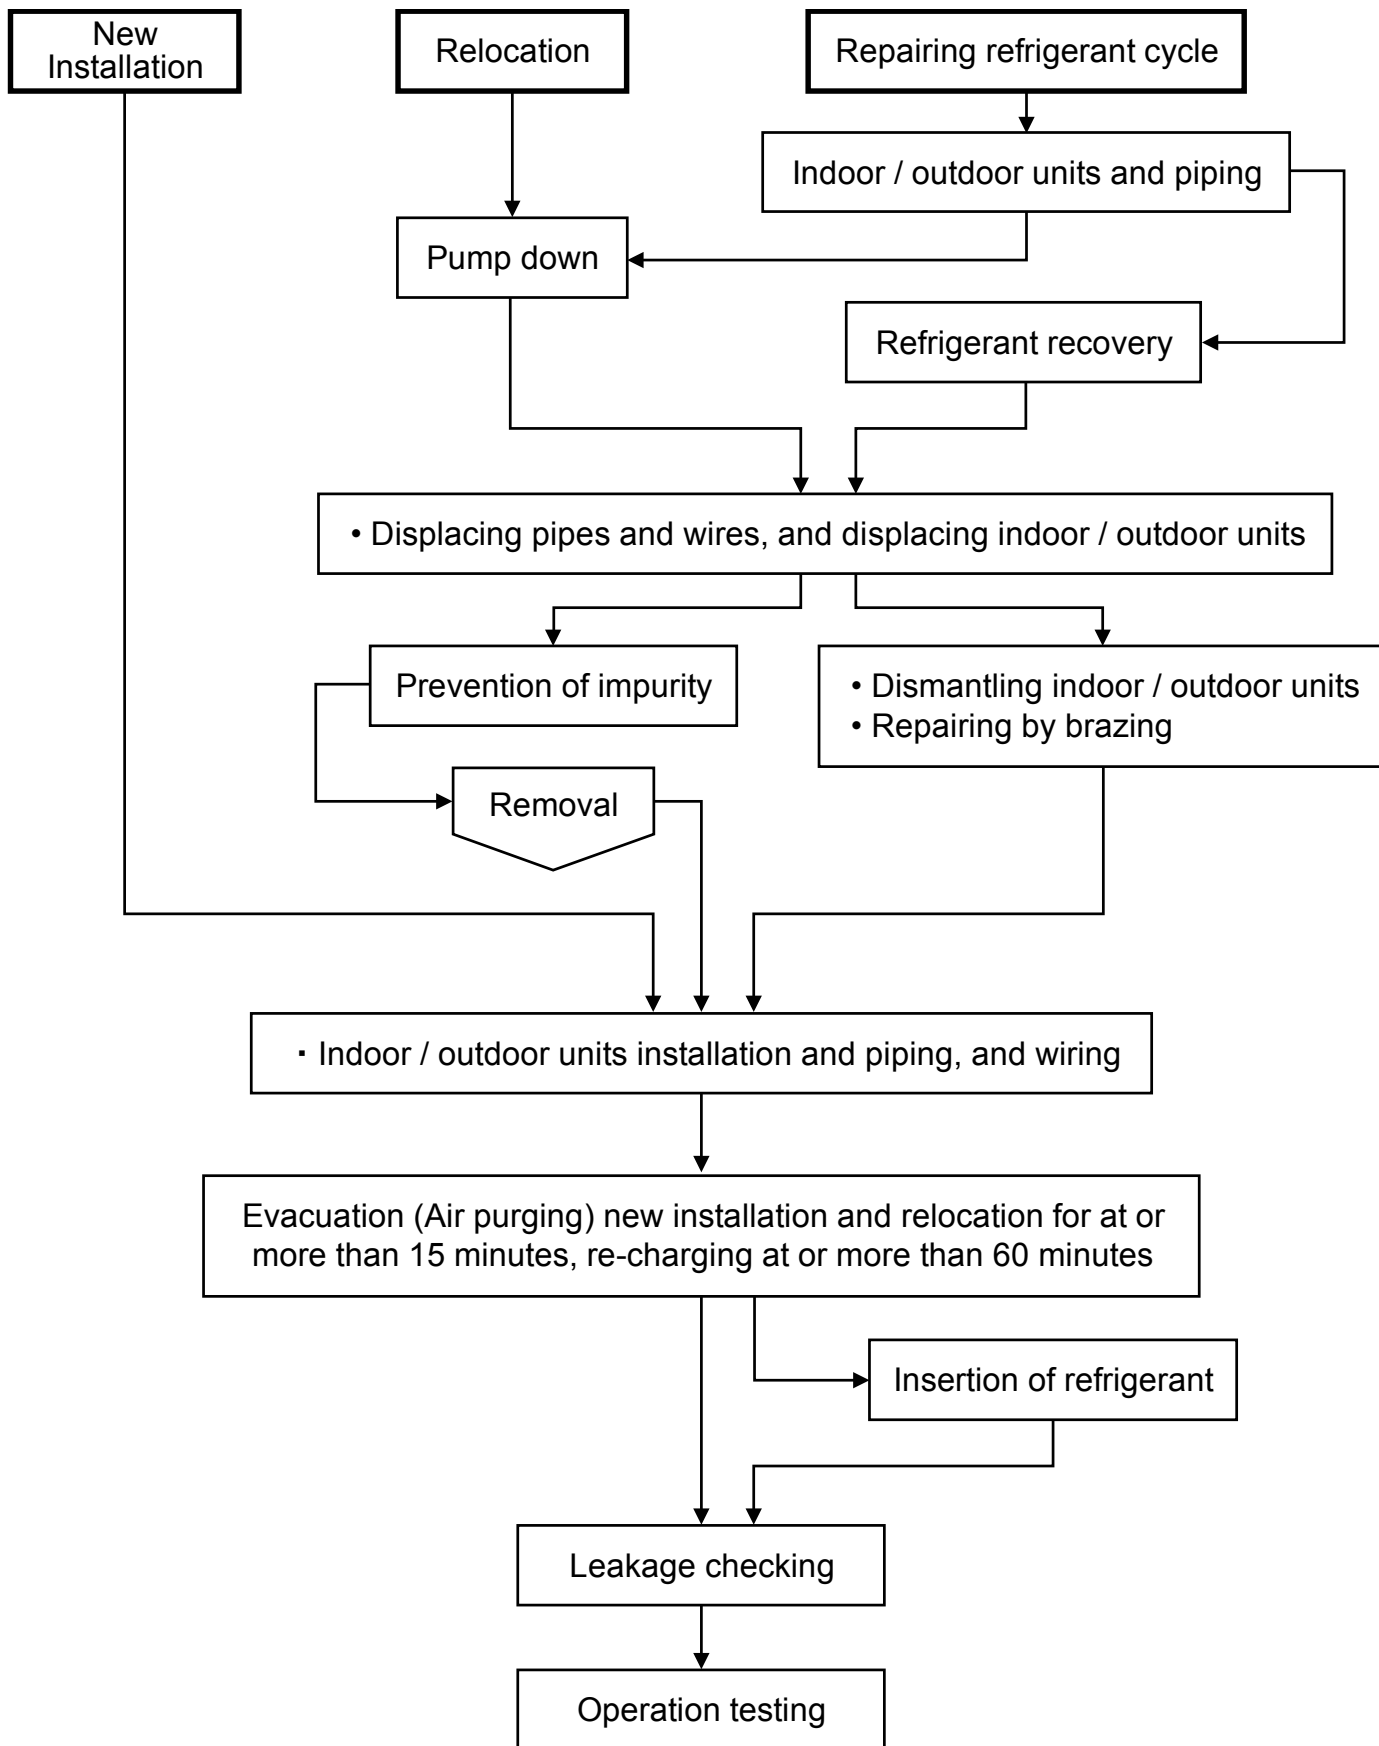 New
Installation
Relocation
Repairing refrigerant cycle
Indoor / outdoor units and piping
Pump down
Refrigerant recovery
• Displacing pipes and wires, and displacing indoor / outdoor units
Prevention of impurity
• Dismantling indoor / outdoor units
• Repairing by brazing
Removal
・Indoor / outdoor units installation and piping, and wiring
Evacuation (Air purging) new installation and relocation for at or
more than 15 minutes, re-charging at or more than 60 minutes
Insertion of refrigerant
Leakage checking
Operation testing